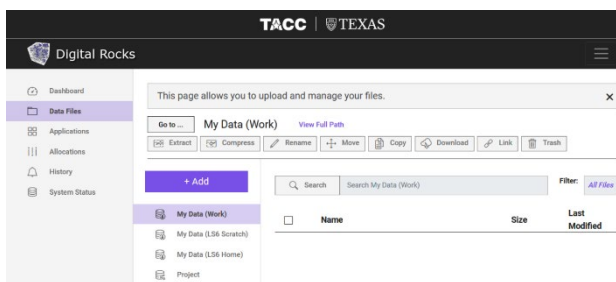 TACC | TEXAS
Digital Rocks
Dashboard
Data Files
Applications
Allocations
History
System Status
This page allows you to upload and manage your files. ×
Go to ... My Data (Work) View Full Path
Extract Compress Rename Move Copy Download Link Trash
+ Add
My Data (Work)
My Data (LS6 Scratch)
My Data (LS6 Home)
Project
Search Search My Data (Work) Filter: All Files
Name Size Last
Modified